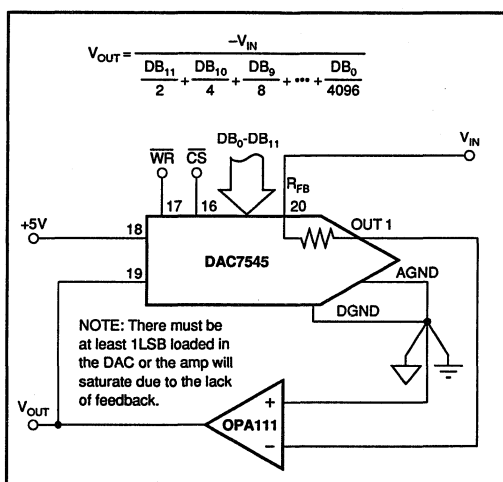 V_OUT = -V_IN / (DB_11/2 + DB_10/4 + DB_9/8 + ••• + DB_0/4096)
WR CS DB_0-DB_11 V_IN
R_FB
17 16 20
OUT 1
+5V 18
DAC7545
19 AGND
DGND
NOTE: There must be
at least 1LSB loaded in
the DAC or the amp will
saturate due to the lack
of feedback.
V_OUT
+
OPA111
−